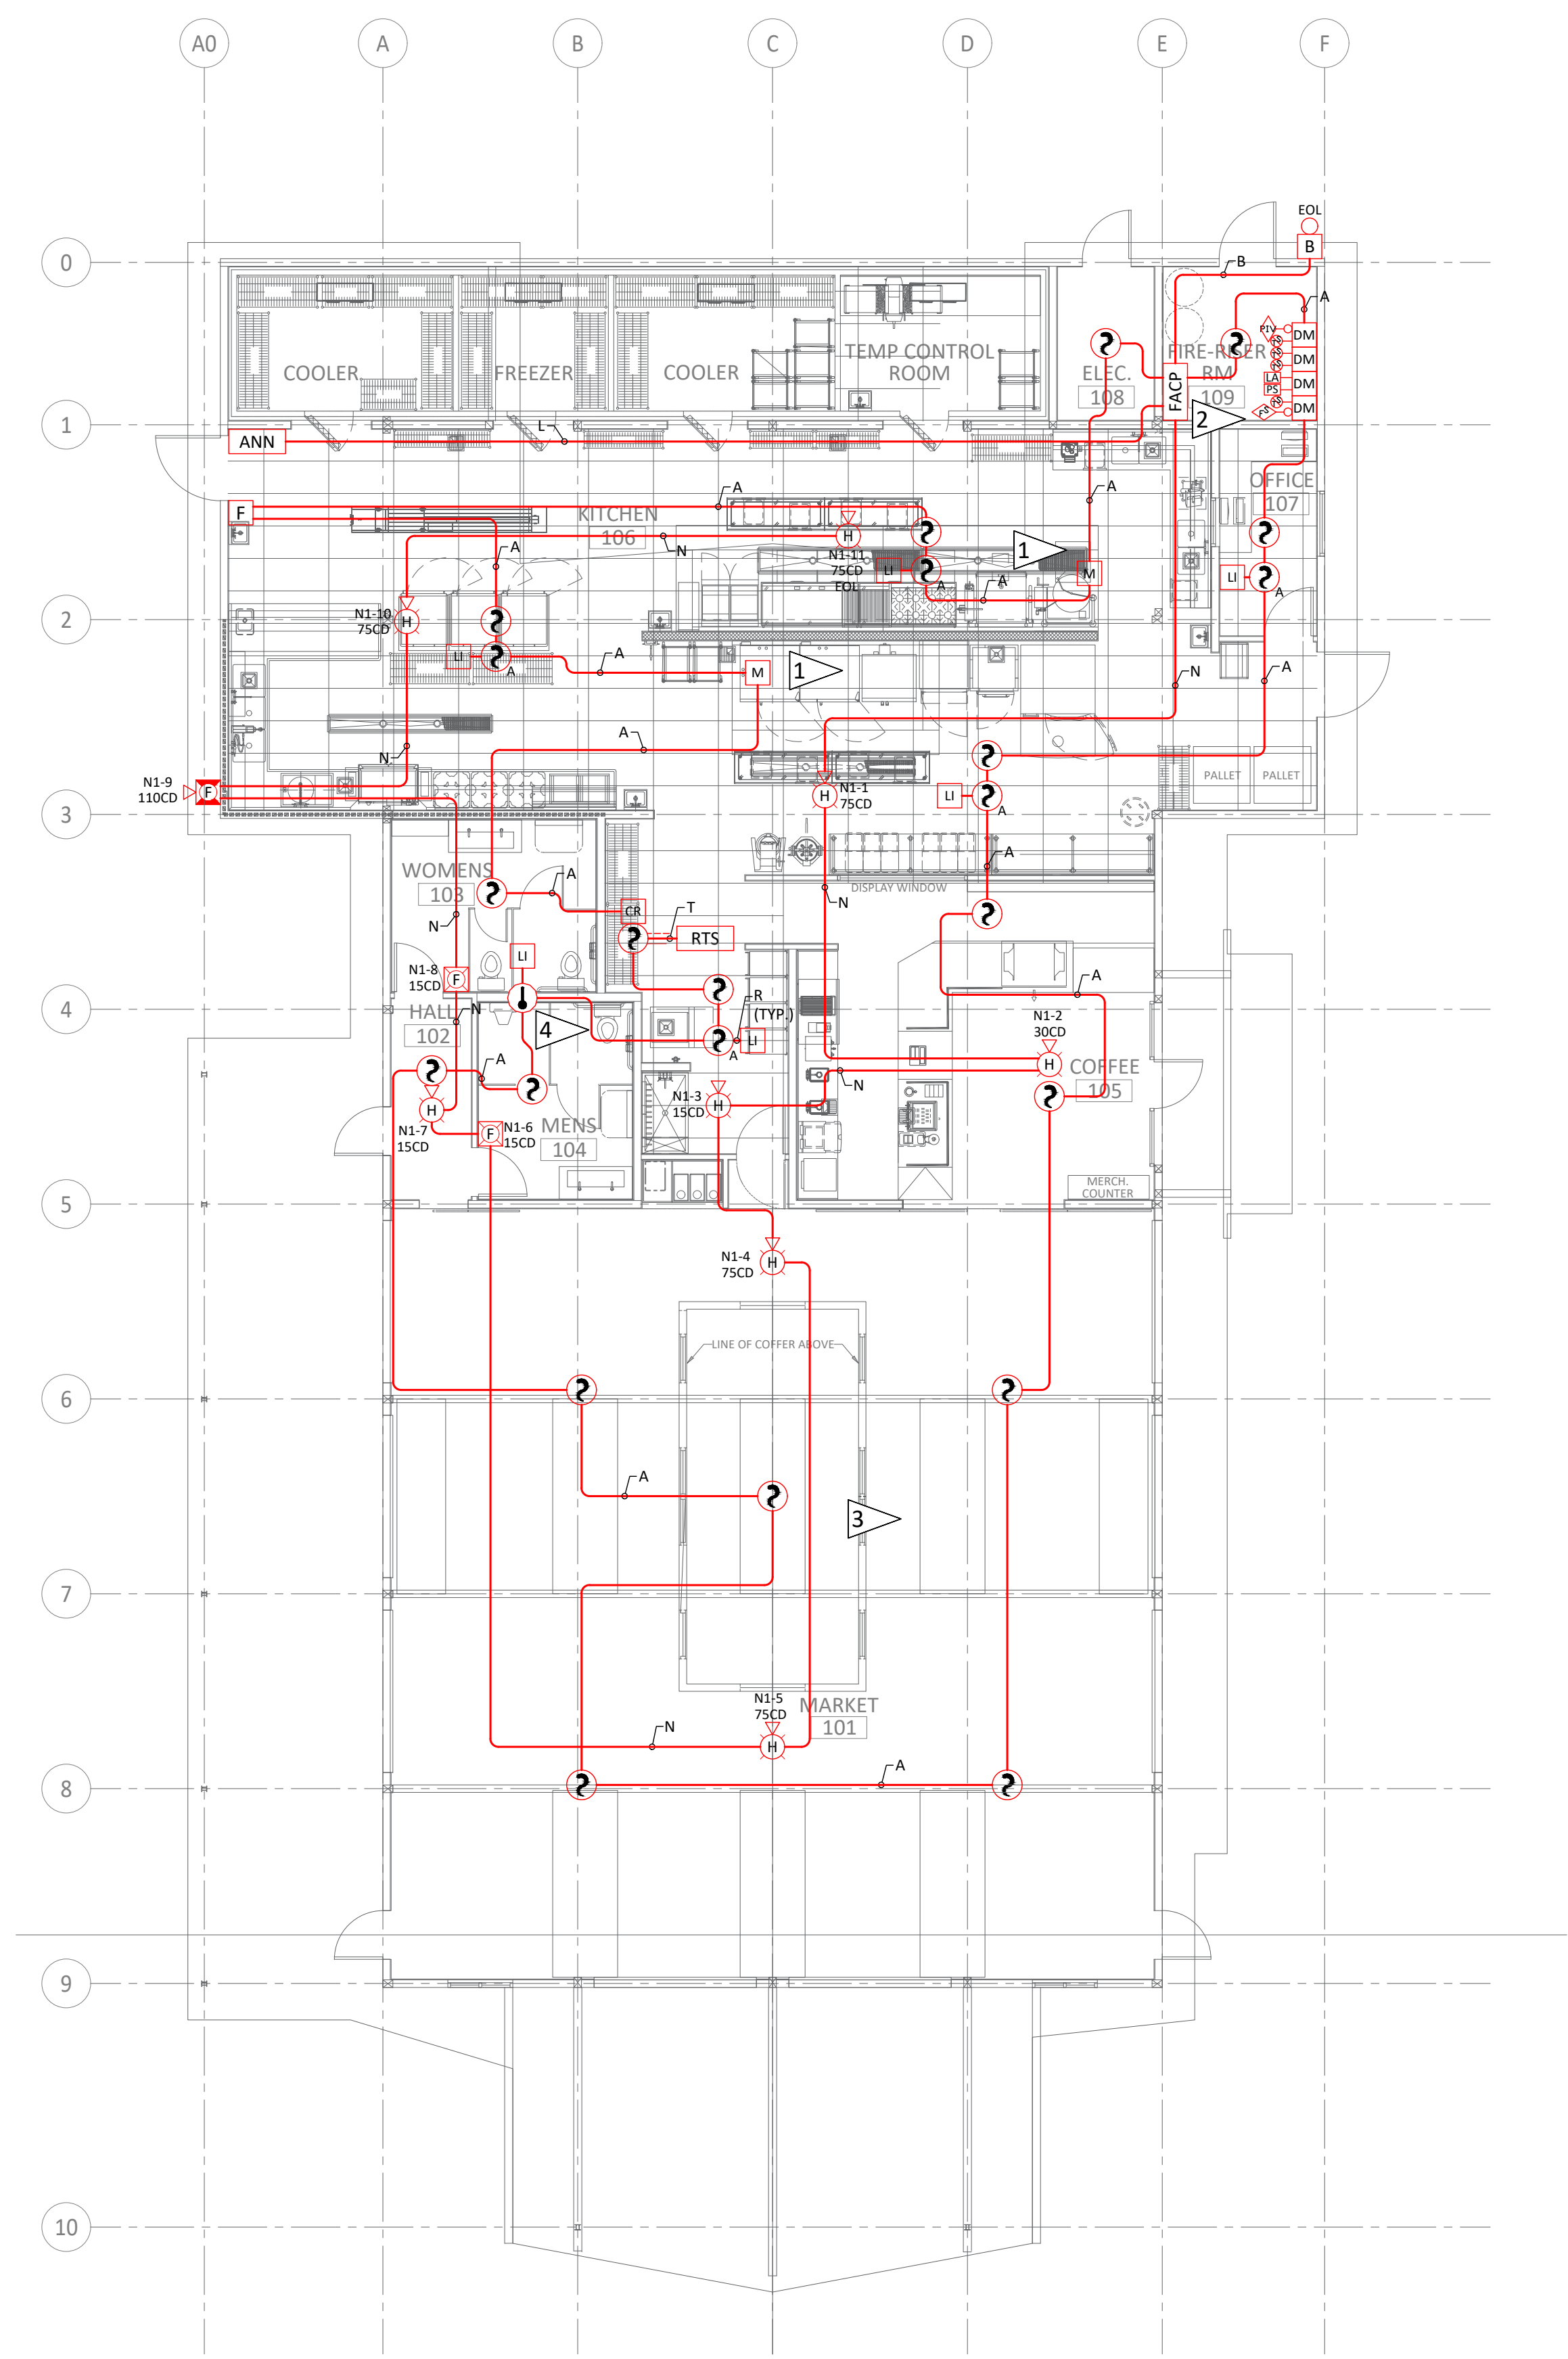 A0 A B C D E F
EOL
B
0
B
A
PIV
DM
TEMP CONTROL
ROOM
FIRE-RISER
RM
109
DM
COOLER
FREEZER
COOLER
ELEC.
108
FACP
LA
PS
DM
DM
2
1
ANN
L
OFFICE
107
A
A
F
KITCHEN
106
H
N
A
N1-11
75CD
EOL
LI
A
1
M
A
LI
A
N1-10
75CD
H
2
LI
A
A
M
1
N
A
A
N
N1-9
110CD
F
N1-1
75CD
H
LI
A
PALLET
PALLET
3
A
WOMENS
103
A
DISPLAY WINDOW
N
CR
T
RTS
N
LI
N1-8
15CD
F
R
(TYP.)
A
HALL
102
N
4
4
LI
A
N1-2
30CD
H
COFFEE
105
A
N
N1-3
15CD
H
H
N1-7
15CD
F
N1-6
15CD
MENS
104
MERCH.
COUNTER
5
N1-4
75CD
H
LINE OF COFFER ABOVE
6
A
3
7
N1-5
75CD
H
MARKET
101
N
A
8
9
10